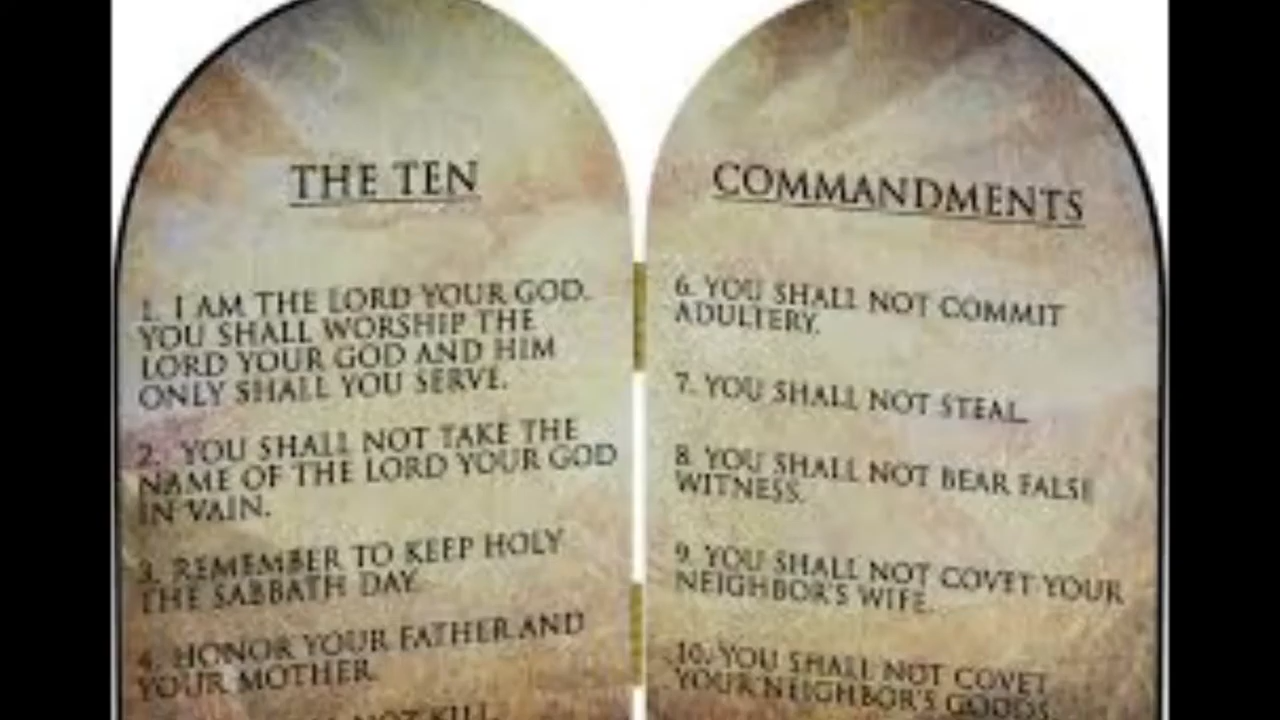 THE TEN
1. I AM THE LORD YOUR GOD.
YOU SHALL WORSHIP THE
LORD YOUR GOD AND HIM
ONLY SHALL YOU SERVE.
2. YOU SHALL NOT TAKE THE
NAME OF THE LORD YOUR GOD
IN VAIN.
3. REMEMBER TO KEEP HOLY
THE SABBATH DAY.
4. HONOR YOUR FATHER AND
YOUR MOTHER.
NOT KILL.
COMMANDMENTS
6. YOU SHALL NOT COMMIT
ADULTERY.
7. YOU SHALL NOT STEAL.
8. YOU SHALL NOT BEAR FALSE
WITNESS.
9. YOU SHALL NOT COVET YOUR
NEIGHBOR'S WIFE.
10. YOU SHALL NOT COVET
YOUR NEIGHBOR'S GOODS.